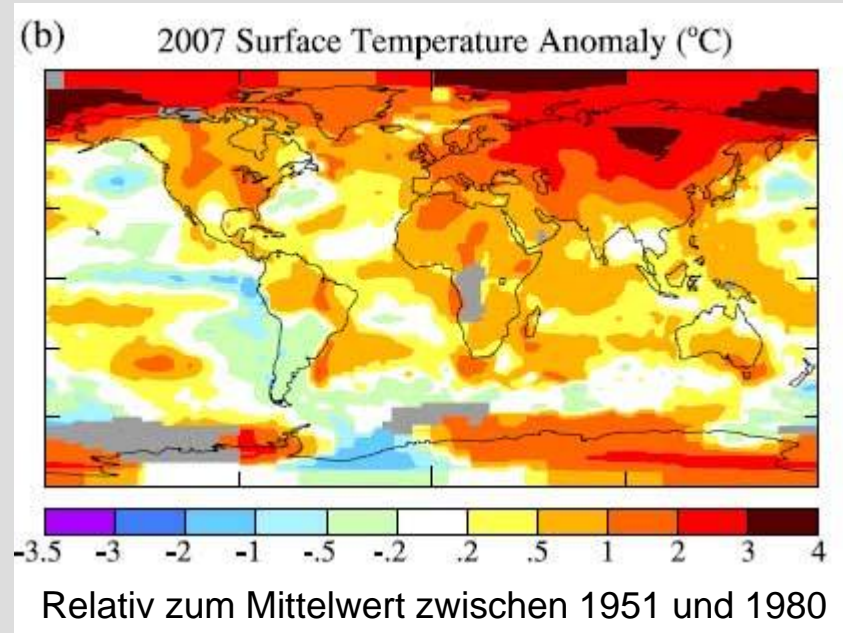 (b) 2007 Surface Temperature Anomaly (°C)
-3.5 -3 -2 -1 -.5 -.2 .2 .5 1 2 3 4
Relativ zum Mittelwert zwischen 1951 und 1980